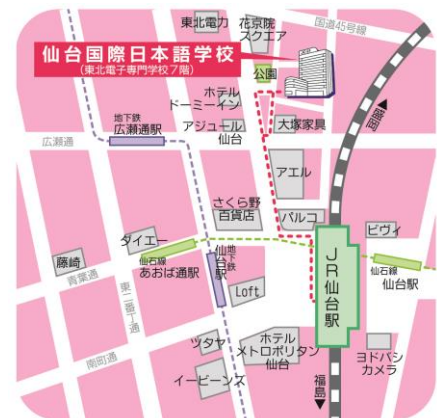 東北電力
花京院
スクエア
国道45号線
仙台国際日本語学校
(東北電子専門学校7階)
公園
ホテル
ドーミーイン
盛岡
地下鉄
広瀬通駅
アジュール
仙台
大塚家具
広瀬通
アエル
さくら野
百貨店
パルコ
ビヴィ
ダイエー
藤崎
仙石線
あおば通駅
地下鉄
仙台駅
JR仙台駅
仙石線
仙台駅
青葉通
東二番丁通
Loft
南町通
ツタヤ
ホテル
メトロポリタン
仙台
イービーンズ
ヨドバシ
カメラ
福島